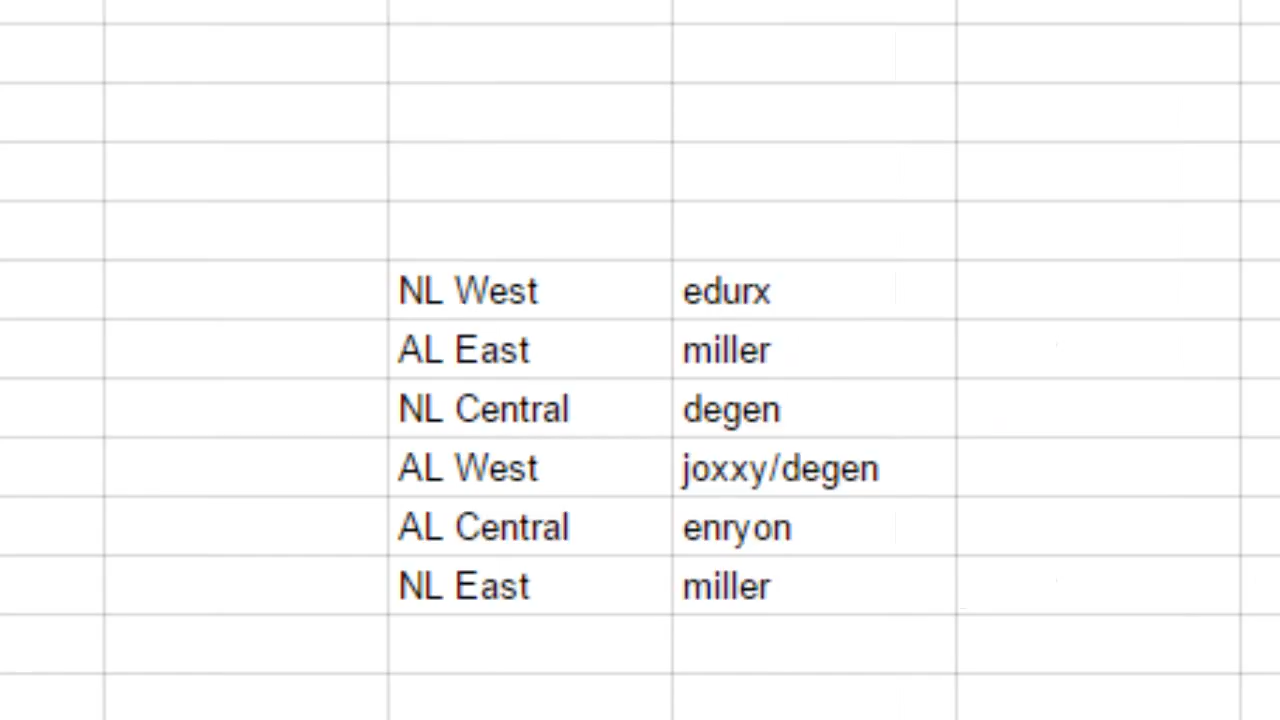 NL West edurx
AL East miller
NL Central degen
AL West joxxy/degen
AL Central enryon
NL East miller